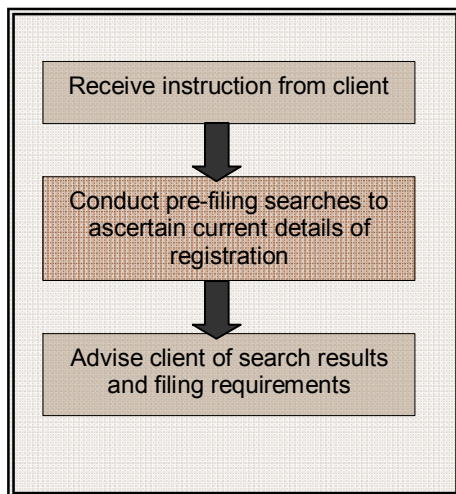 Receive instruction from client
Conduct pre-filing searches to
ascertain current details of
registration
Advise client of search results
and filing requirements